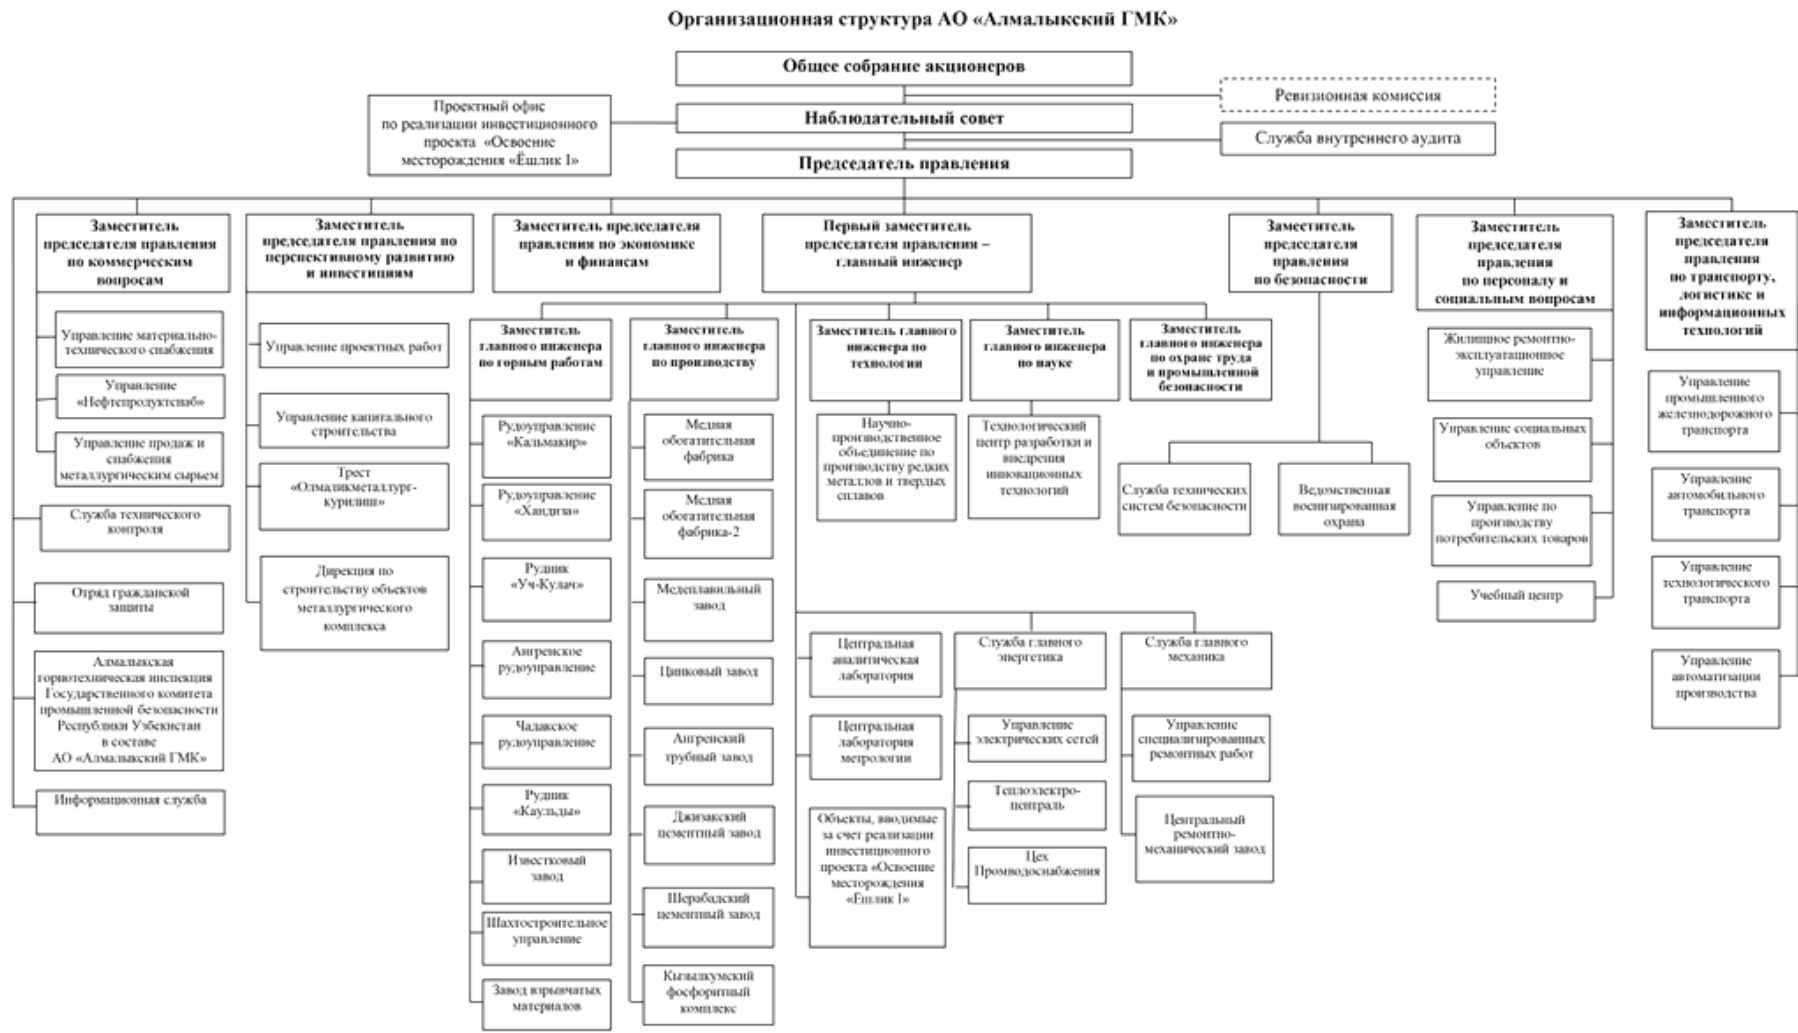 Организационная структура АО «Алмалыкский ГМК»
Общее собрание акционеров
Ревизионная комиссия
Проектный офис
по реализации инвестиционного
проекта «Освоение
месторождения «Ёшлик I»
Наблюдательный совет
Служба внутреннего аудита
Председатель правления
Заместитель
председателя правления
по коммерческим
вопросам
Заместитель
председателя правления по
перспективному развитию
и инвестициям
Заместитель председателя
правления по экономике
и финансам
Первый заместитель
председателя правления –
главный инженер
Заместитель
председателя
правления
по безопасности
Заместитель
председателя
правления
по персоналу и
социальным вопросам
Заместитель
председателя
правления
по транспорту,
логистике и
информационных
технологий
Управление материально-
технического снабжения
Управление
«Нефтепродуктснаб»
Управление продаж и
снабжения
металлургическим сырьем
Служба технического
контроля
Отряд гражданской
защиты
Алмалыкская
горнотехническая инспекция
Государственного комитета
промышленной безопасности
Республики Узбекистан
в составе
АО «Алмалыкский ГМК»
Информационная служба
Управление проектных работ
Управление капитального
строительства
Трест
«Олмаликметаллург-
курилиш»
Дирекция по
строительству объектов
металлургического
комплекса
Заместитель
главного инженера
по горным работам
Рудоуправление
«Кальмакир»
Рудоуправление
«Хандиза»
Рудник
«Уч-Кулач»
Ангренское
рудоуправление
Чадакское
рудоуправление
Рудник
«Каульды»
Известковый
завод
Шахтостроительное
управление
Завод взрывчатых
материалов
Заместитель
главного инженера
по производству
Медная
обогатительная
фабрика
Медная
обогатительная
фабрика-2
Медеплавильный
завод
Цинковый завод
Ангренский
трубный завод
Джизакский
цементный завод
Шерабадский
цементный завод
Кызылкумский
фосфоритный
комплекс
Заместитель главного
инженера по
технологии
Научно-
производственное
объединение по
производству редких
металлов и твердых
сплавов
Заместитель
главного инженера
по науке
Технологический
центр разработки и
внедрения
инновационных
технологий
Заместитель
главного инженера
по охране труда
и промышленной
безопасности
Центральная
аналитическая
лаборатория
Центральная
лаборатория
метрологии
Объекты, вводимые
за счет реализации
инвестиционного
проекта «Освоение
месторождения
«Ёшлик I»
Служба главного
энергетика
Управление
электрических сетей
Теплоэлектро-
централь
Цех
Промводоснабжения
Служба главного
механика
Управление
специализированных
ремонтных работ
Центральный
ремонтно-
механический завод
Служба технических
систем безопасности
Ведомственная
военизированная
охрана
Жилищное ремонтно-
эксплуатационное
управление
Управление социальных
объектов
Управление по
производству
потребительских товаров
Учебный центр
Управление
промышленного
железнодорожного
транспорта
Управление
автомобильного
транспорта
Управление
технологического
транспорта
Управление
автоматизации
производства